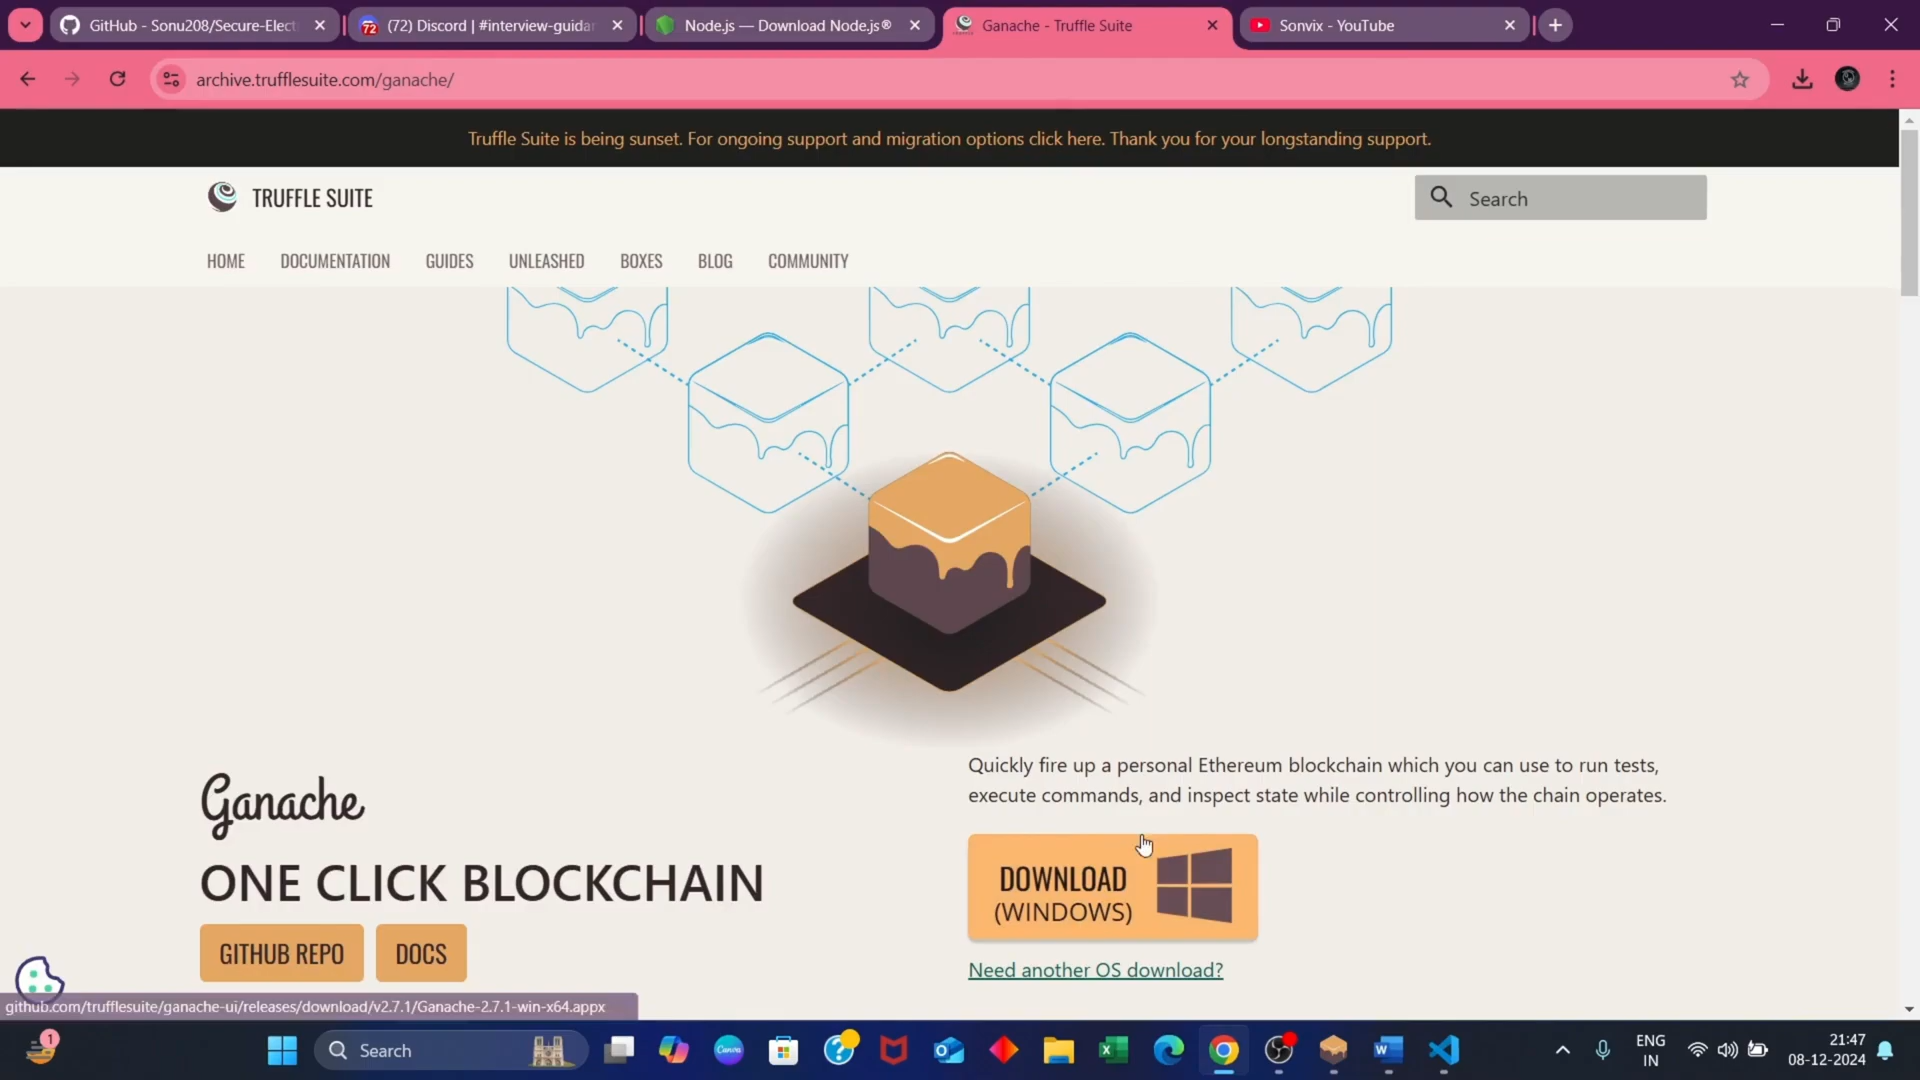 GitHub - Sonu208/Secure-Elect
72
(72) Discord | #interview-guidan
Node.js — Download Node.js®
Ganache - Truffle Suite
Sonvix - YouTube
archive.trufflesuite.com/ganache/
Truffle Suite is being sunset. For ongoing support and migration options click here. Thank you for your longstanding support.
TRUFFLE SUITE
Search
HOME
DOCUMENTATION
GUIDES
UNLEASHED
BOXES
BLOG
COMMUNITY
Quickly fire up a personal Ethereum blockchain which you can use to run tests,
execute commands, and inspect state while controlling how the chain operates.
Ganache
ONE CLICK BLOCKCHAIN
DOWNLOAD
(WINDOWS)
GITHUB REPO
DOCS
Need another OS download?
github.com/trufflesuite/ganache-ui/releases/download/v2.7.1/Ganache-2.7.1-win-x64.appx
1
Search
Canva
ENG
IN
21:47
08-12-2024